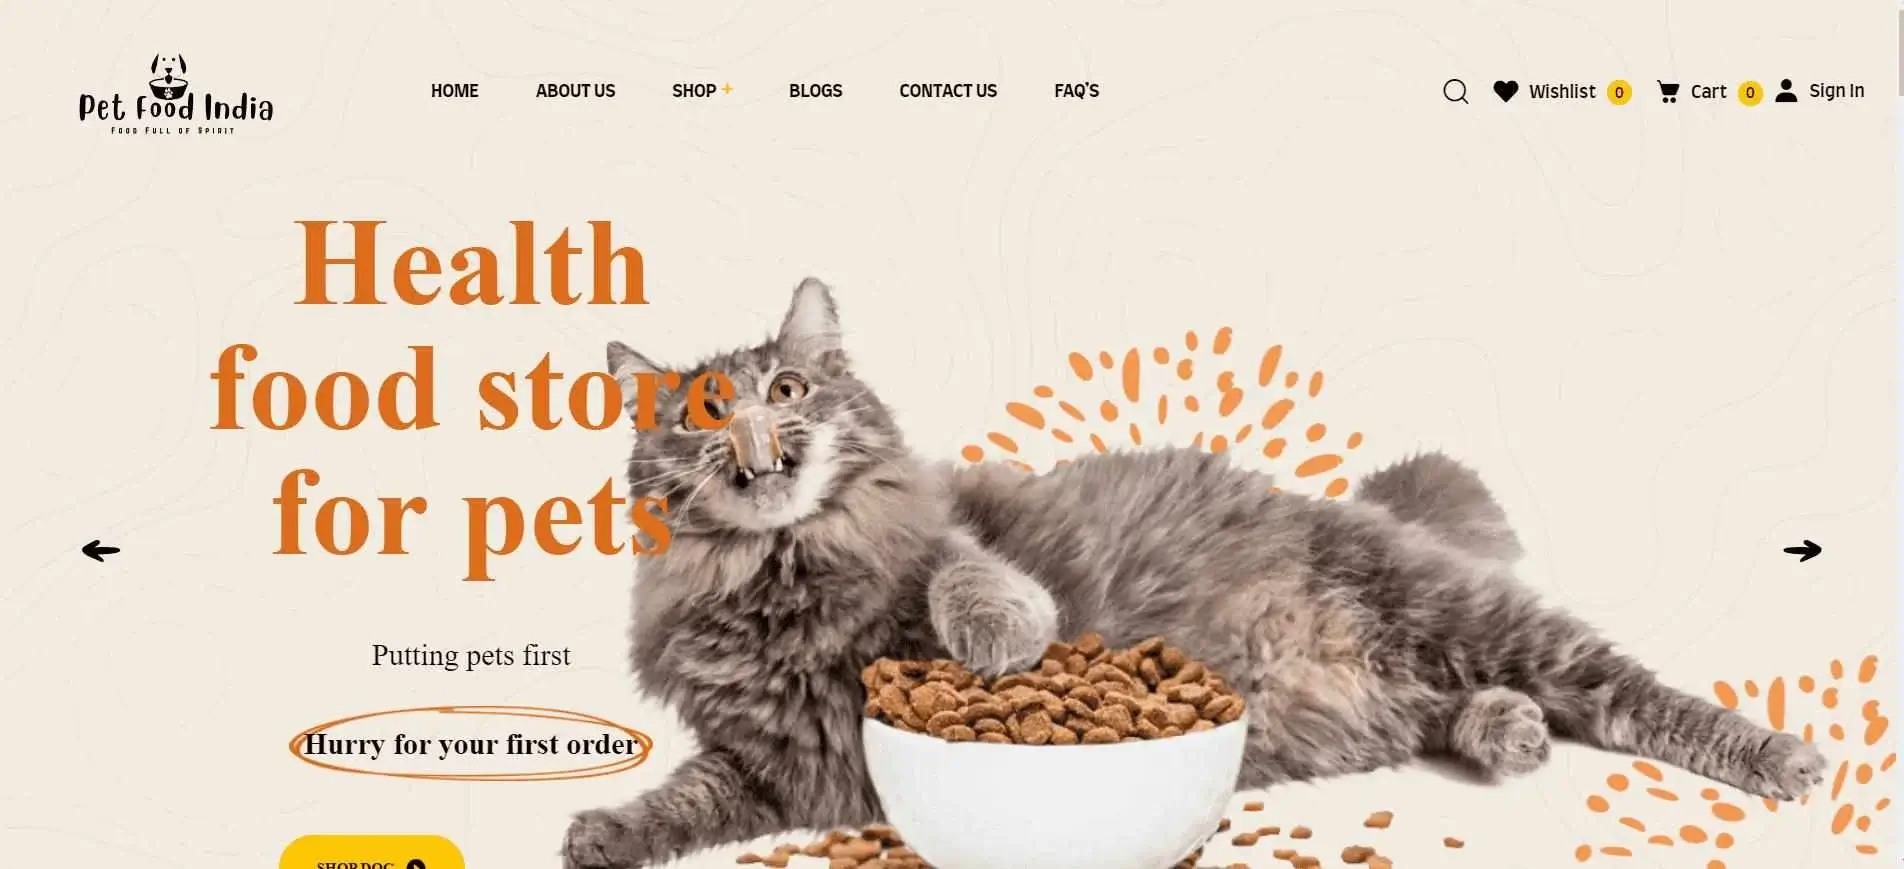 Pet Food India
Food Full of Spirit
HOME ABOUT US SHOP + BLOGS CONTACT US FAQ'S
Wishlist 0 Cart 0 Sign In
Health
food store
for pets
Putting pets first
Hurry for your first order
SHOP DOG